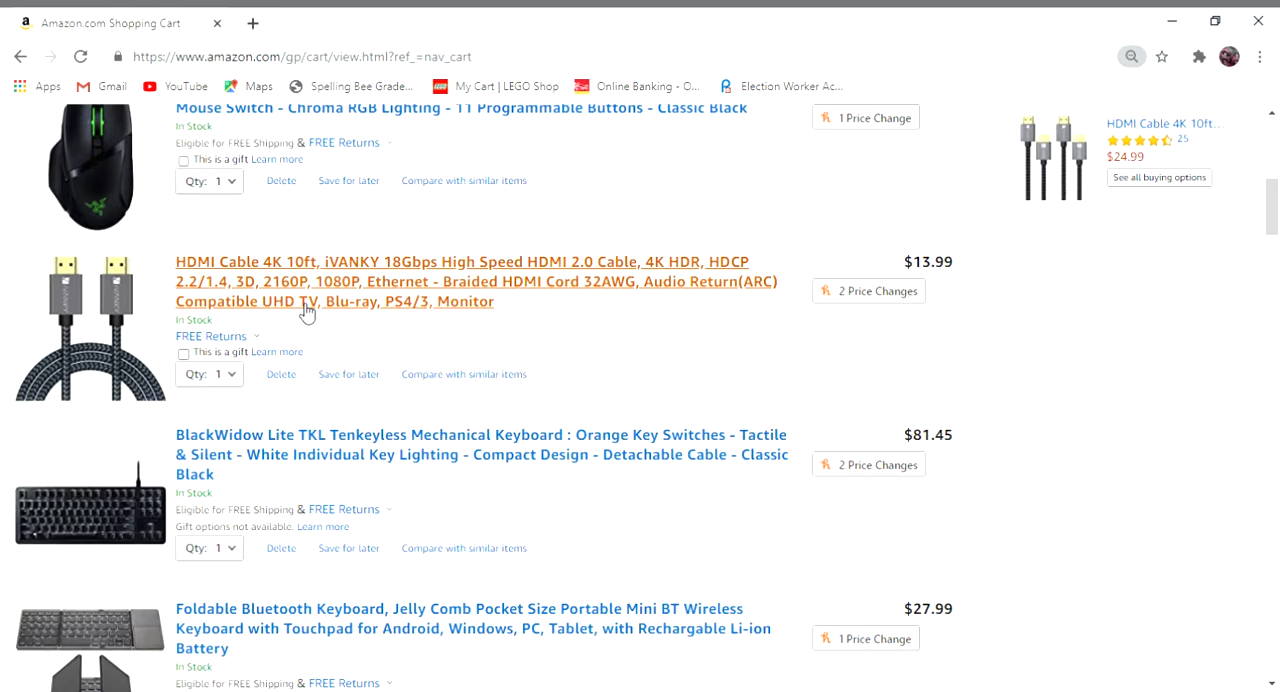 Amazon.com Shopping Cart
https://www.amazon.com/gp/cart/view.html?ref_=nav_cart
Apps Gmail YouTube Maps Spelling Bee Grade... My Cart | LEGO Shop Online Banking - O... Election Worker Ac...
Mouse Switch - Chroma RGB Lighting - 11 Programmable Buttons - Classic Black
1 Price Change
In Stock
Eligible for FREE Shipping & FREE Returns
This is a gift Learn more
Qty: 1 Delete Save for later Compare with similar items
HDMI Cable 4K 10ft...
25
$24.99
See all buying options
HDMI Cable 4K 10ft, iVANKY 18Gbps High Speed HDMI 2.0 Cable, 4K HDR, HDCP
2.2/1.4, 3D, 2160P, 1080P, Ethernet - Braided HDMI Cord 32AWG, Audio Return(ARC)
Compatible UHD TV, Blu-ray, PS4/3, Monitor
$13.99
2 Price Changes
In Stock
FREE Returns
This is a gift Learn more
Qty: 1 Delete Save for later Compare with similar items
BlackWidow Lite TKL Tenkeyless Mechanical Keyboard : Orange Key Switches - Tactile
& Silent - White Individual Key Lighting - Compact Design - Detachable Cable - Classic
Black
$81.45
2 Price Changes
In Stock
Eligible for FREE Shipping & FREE Returns
Gift options not available. Learn more
Qty: 1 Delete Save for later Compare with similar items
Foldable Bluetooth Keyboard, Jelly Comb Pocket Size Portable Mini BT Wireless
Keyboard with Touchpad for Android, Windows, PC, Tablet, with Rechargable Li-ion
Battery
$27.99
1 Price Change
In Stock
Eligible for FREE Shipping & FREE Returns